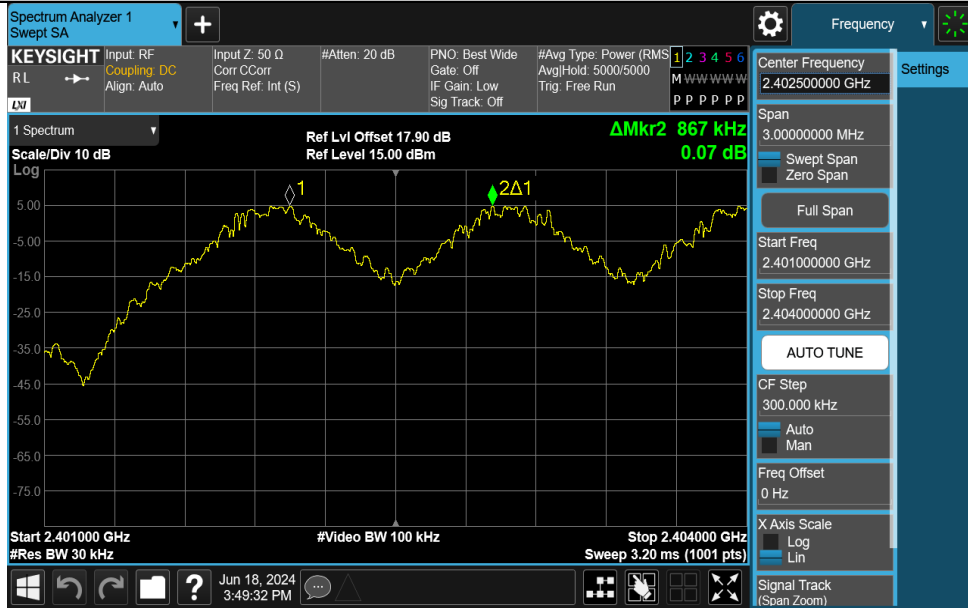 Spectrum Analyzer 1
Swept SA
Frequency
KEYSIGHT
RL
LXI
Input: RF
Coupling: DC
Align: Auto
Input Z: 50 Ω
Corr CCorr
Freq Ref: Int (S)
#Atten: 20 dB
PNO: Best Wide
Gate: Off
IF Gain: Low
Sig Track: Off
#Avg Type: Power (RMS
Avg|Hold: 5000/5000
Trig: Free Run
1 2 3 4 5 6
M W W W W W
P P P P P P
1 Spectrum
Scale/Div 10 dB
Log
Ref Lvl Offset 17.90 dB
Ref Level 15.00 dBm
ΔMkr2 867 kHz
0.07 dB
1
2Δ1
5.00
-5.00
-15.0
-25.0
-35.0
-45.0
-55.0
-65.0
-75.0
Start 2.401000 GHz
#Res BW 30 kHz
#Video BW 100 kHz
Stop 2.404000 GHz
Sweep 3.20 ms (1001 pts)
Jun 18, 2024
3:49:32 PM
Center Frequency
2.402500000 GHz
Settings
Span
3.00000000 MHz
Swept Span
Zero Span
Full Span
Start Freq
2.401000000 GHz
Stop Freq
2.404000000 GHz
AUTO TUNE
CF Step
300.000 kHz
Auto
Man
Freq Offset
0 Hz
X Axis Scale
Log
Lin
Signal Track
(Span Zoom)